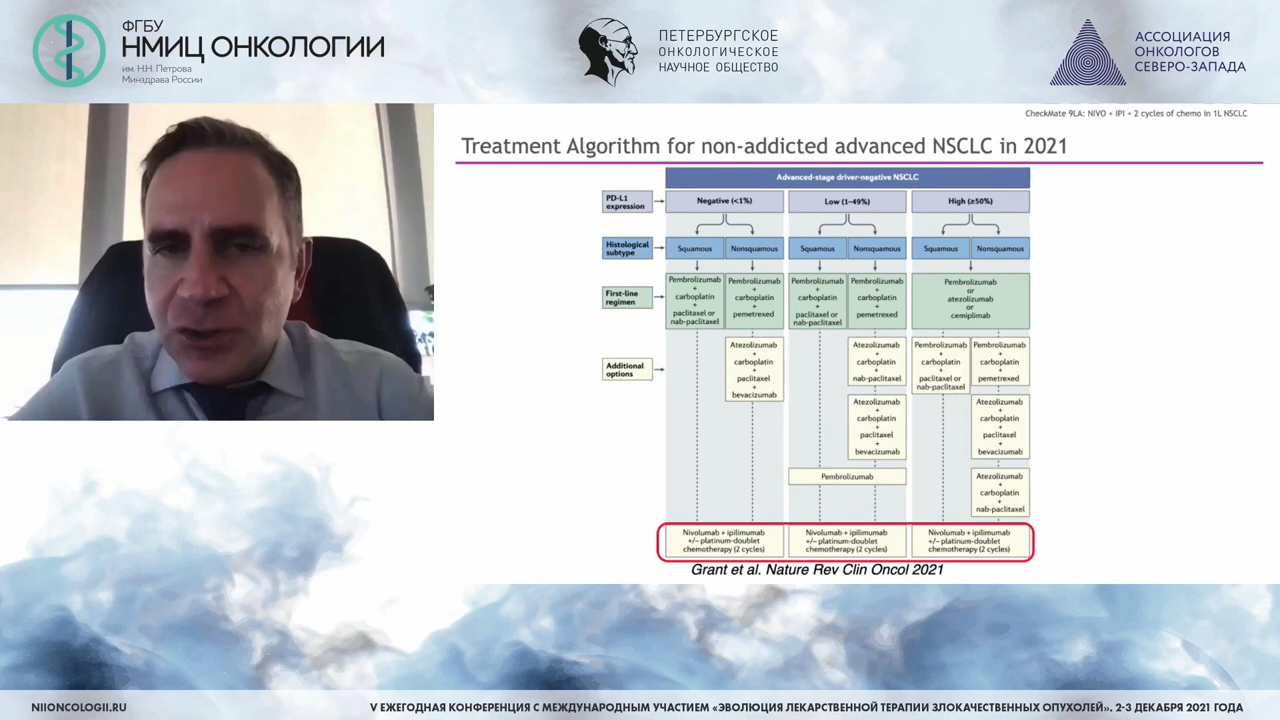 ФГБУ
НМИЦ ОНКОЛОГИИ
им. Н.Н. Петрова
Минздрава России
ПЕТЕРБУРГСКОЕ
ОНКОЛОГИЧЕСКОЕ
НАУЧНОЕ ОБЩЕСТВО
АССОЦИАЦИЯ
ОНКОЛОГОВ
СЕВЕРО-ЗАПАДА
CheckMate 9LA: NIVO + IPI + 2 cycles of chemo in 1L NSCLC
Treatment Algorithm for non-addicted advanced NSCLC in 2021
Advanced-stage driver-negative NSCLC
PD-L1
expression
Negative (<1%)
Low (1–49%)
High (≥50%)
Histological
subtype
Squamous
Nonsquamous
Squamous
Nonsquamous
Squamous
Nonsquamous
First-line
regimen
Pembrolizumab
+
carboplatin
+
paclitaxel or
nab-paclitaxel
Pembrolizumab
+
carboplatin
+
pemetrexed
Pembrolizumab
+
carboplatin
+
paclitaxel or
nab-paclitaxel
Pembrolizumab
+
carboplatin
+
pemetrexed
Pembrolizumab
or
atezolizumab
or
cemiplimab
Additional
options
Atezolizumab
+
carboplatin
+
paclitaxel
+
bevacizumab
Atezolizumab
+
carboplatin
+
nab-paclitaxel
Pembrolizumab
+
carboplatin
+
paclitaxel or
nab-paclitaxel
Pembrolizumab
+
carboplatin
+
pemetrexed
Atezolizumab
+
carboplatin
+
paclitaxel
+
bevacizumab
Atezolizumab
+
carboplatin
+
paclitaxel
+
bevacizumab
Pembrolizumab
Atezolizumab
+
carboplatin
+
nab-paclitaxel
Nivolumab + ipilimumab
+/− platinum-doublet
chemotherapy (2 cycles)
Nivolumab + ipilimumab
+/− platinum-doublet
chemotherapy (2 cycles)
Nivolumab + ipilimumab
+/− platinum-doublet
chemotherapy (2 cycles)
Grant et al. Nature Rev Clin Oncol 2021
NIIONCOLOGII.RU
V ЕЖЕГОДНАЯ КОНФЕРЕНЦИЯ С МЕЖДУНАРОДНЫМ УЧАСТИЕМ «ЭВОЛЮЦИЯ ЛЕКАРСТВЕННОЙ ТЕРАПИИ ЗЛОКАЧЕСТВЕННЫХ ОПУХОЛЕЙ». 2-3 ДЕКАБРЯ 2021 ГОДА